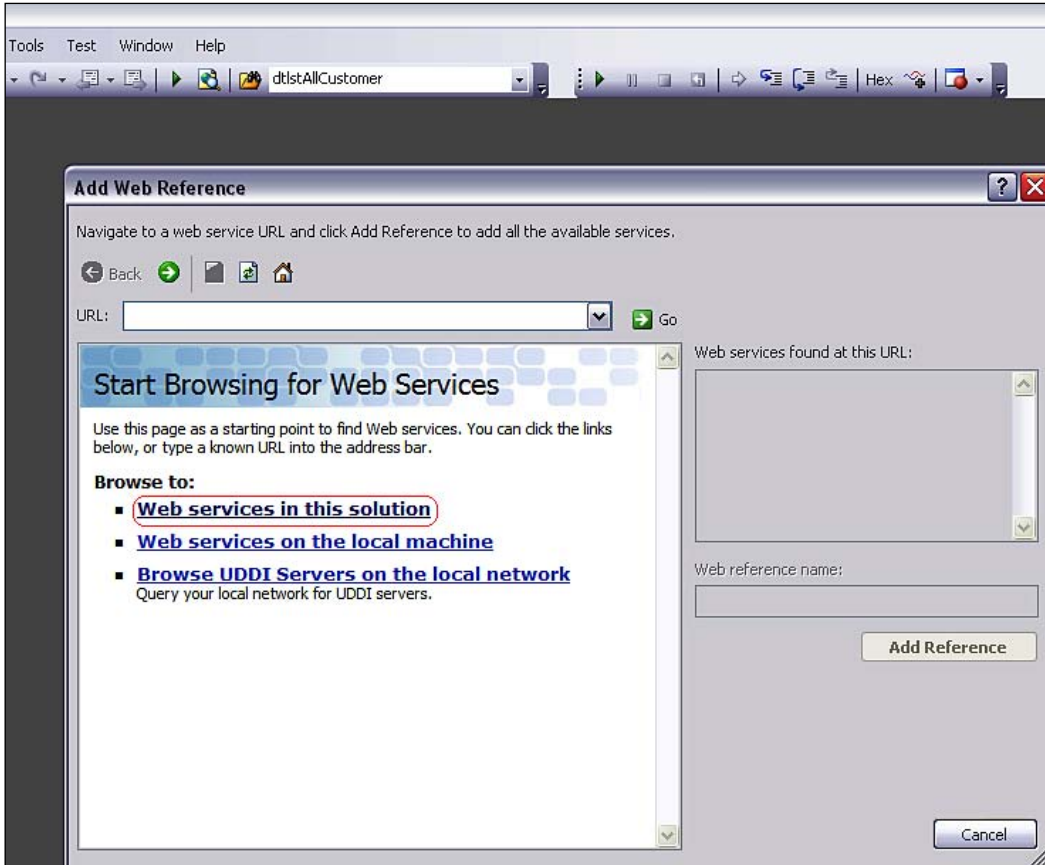 Tools Test Window Help
dtlstAllCustomer Hex
Add Web Reference
Navigate to a web service URL and click Add Reference to add all the available services.
Back
URL: Go
Start Browsing for Web Services
Use this page as a starting point to find Web services. You can click the links
below, or type a known URL into the address bar.
Browse to:
Web services in this solution
Web services on the local machine
Browse UDDI Servers on the local network
Query your local network for UDDI servers.
Web services found at this URL:
Web reference name:
Add Reference
Cancel